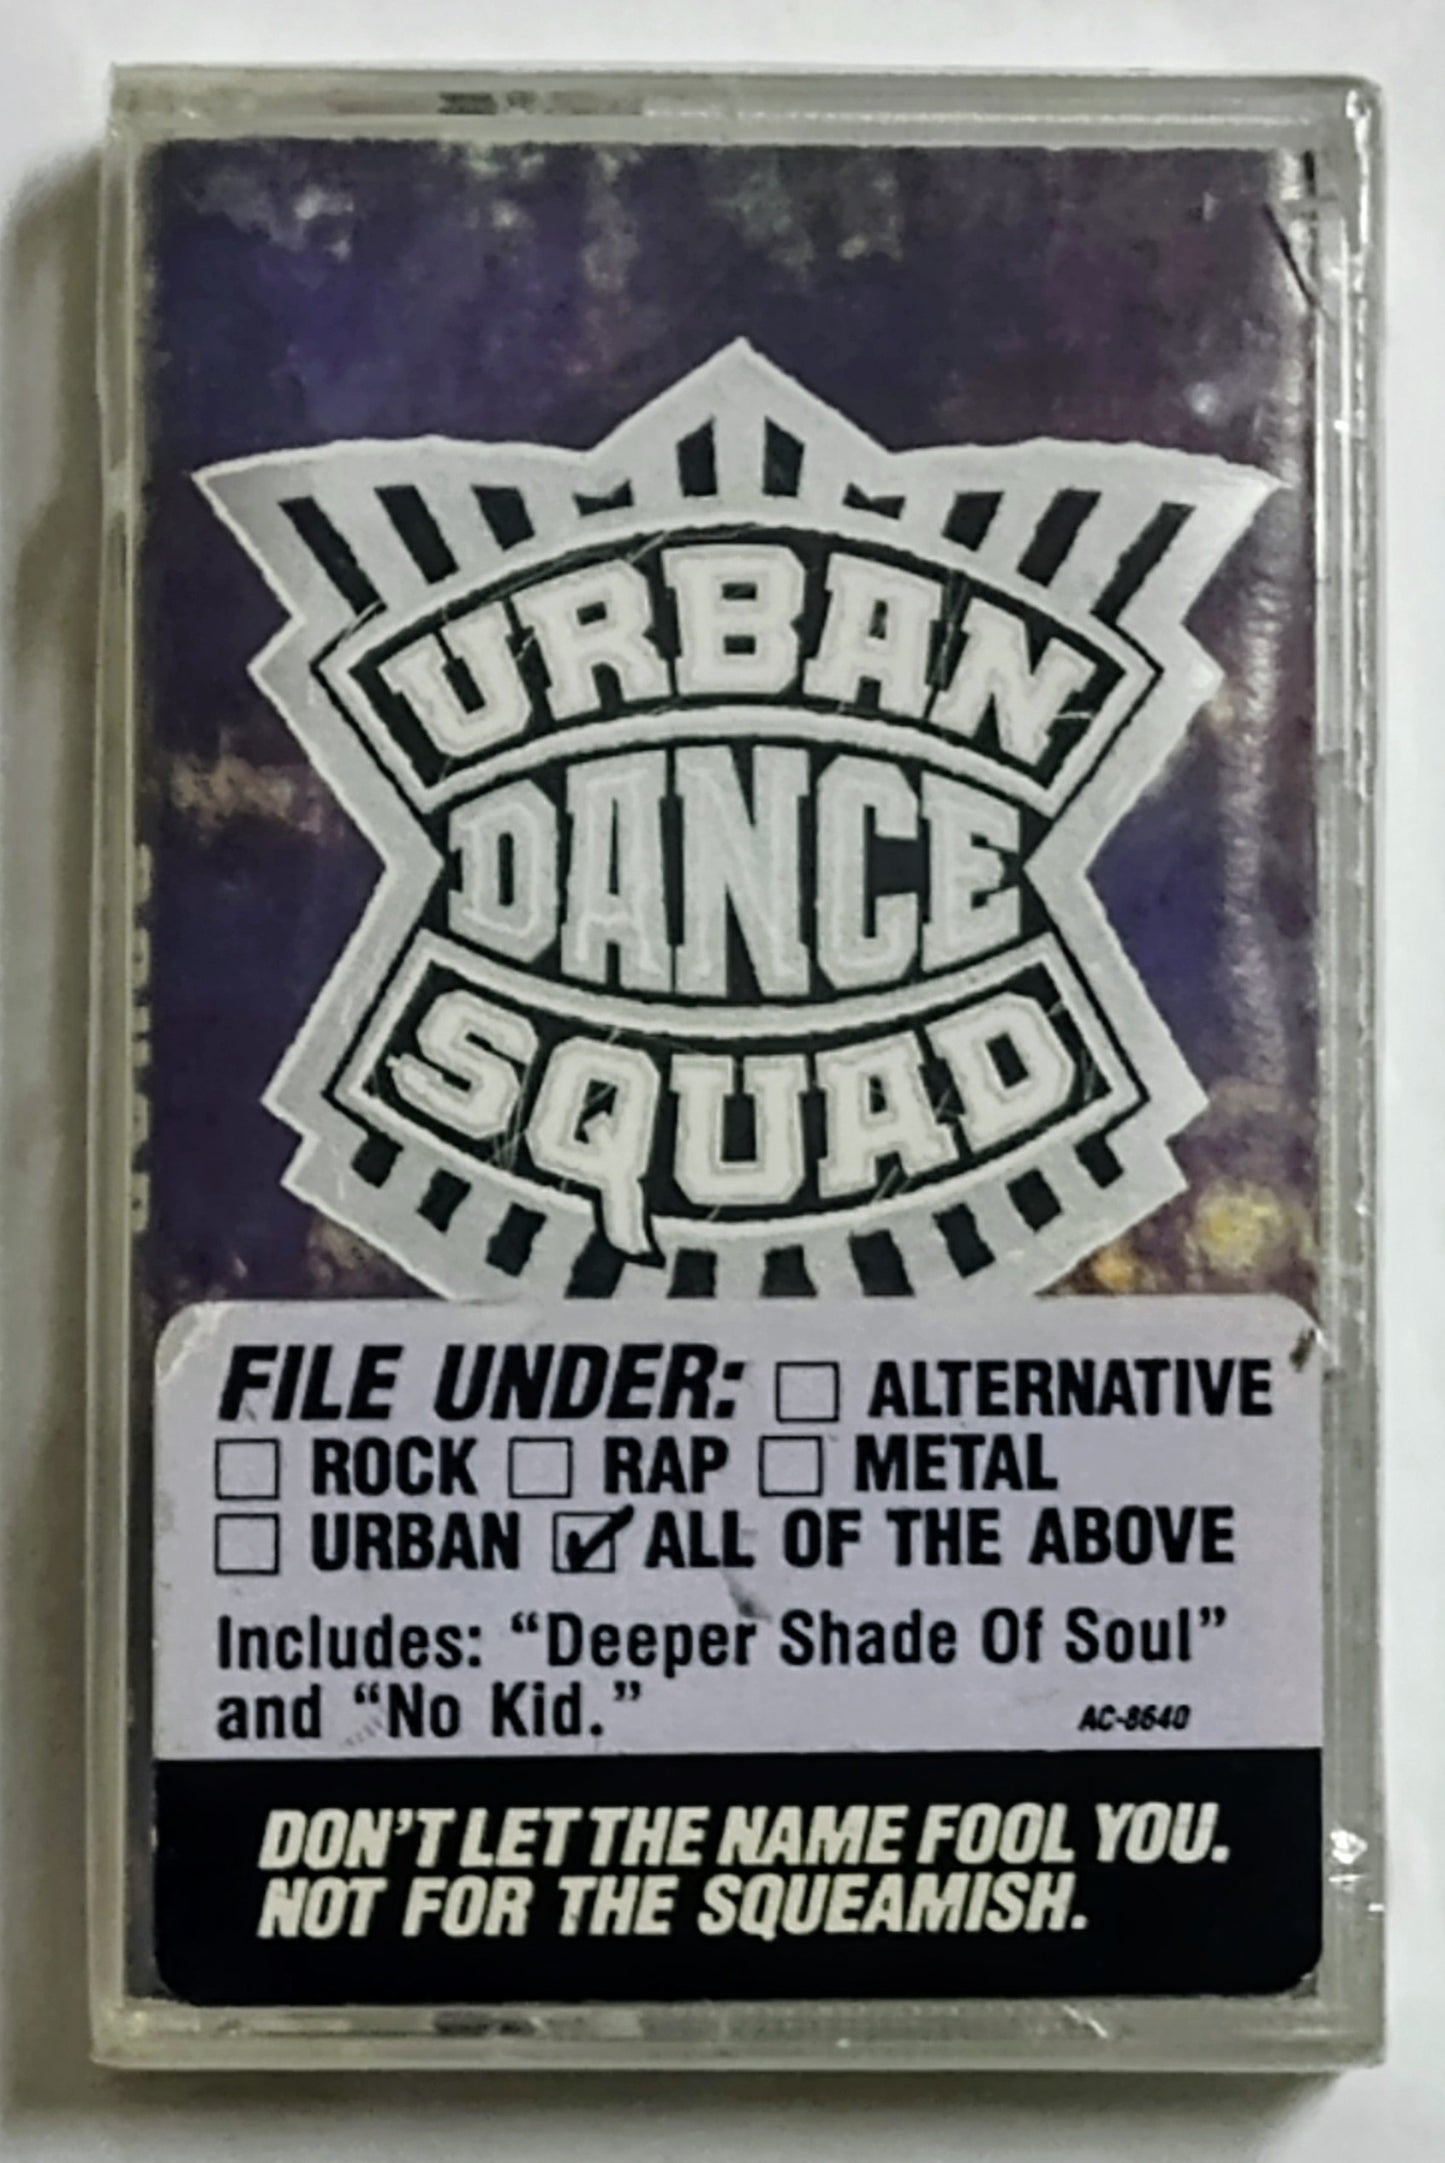 URBAN
DANCE
SQUAD
FILE UNDER: ☐ ALTERNATIVE
☐ ROCK ☐ RAP ☐ METAL
☐ URBAN ☑ ALL OF THE ABOVE
Includes: “Deeper Shade Of Soul”
and “No Kid.”
AC-8640
DON'T LET THE NAME FOOL YOU.
NOT FOR THE SQUEAMISH.